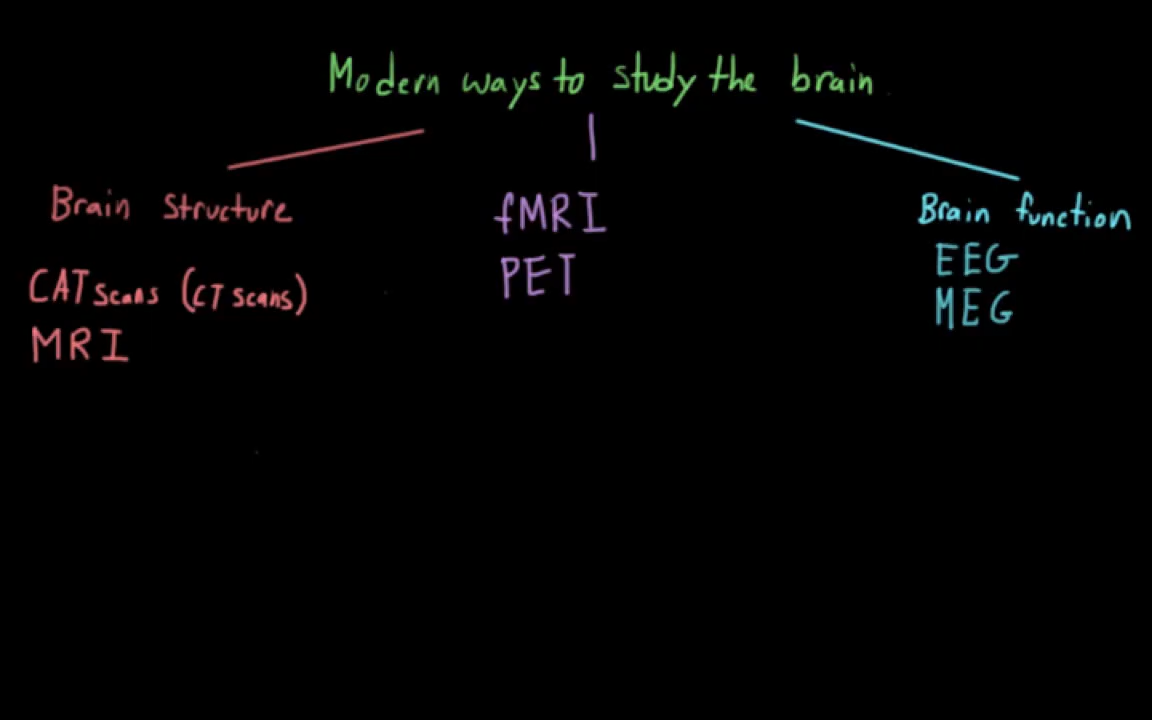 Modern ways to study the brain
Brain Structure
CAT Scans (CT Scans)
MRI
fMRI
PET
Brain function
EEG
MEG